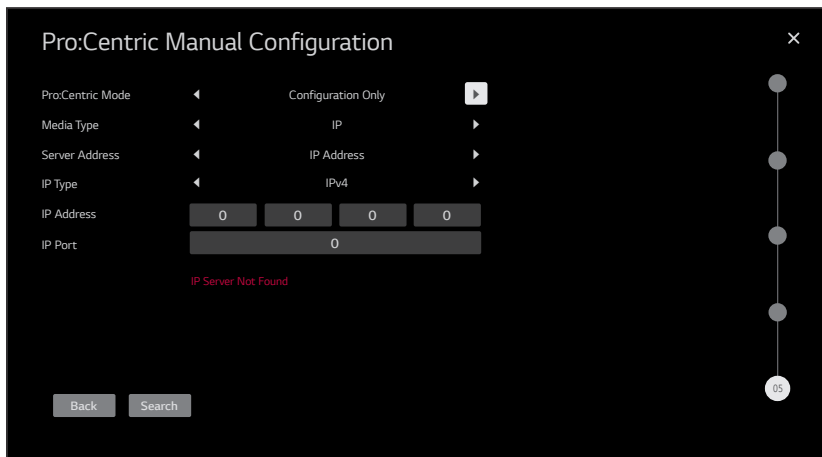 Pro:Centric Manual Configuration
Pro:Centric Mode Configuration Only
Media Type IP
Server Address IP Address
IP Type IPv4
IP Address 0 0 0 0
IP Port 0
IP Server Not Found
05
Back Search